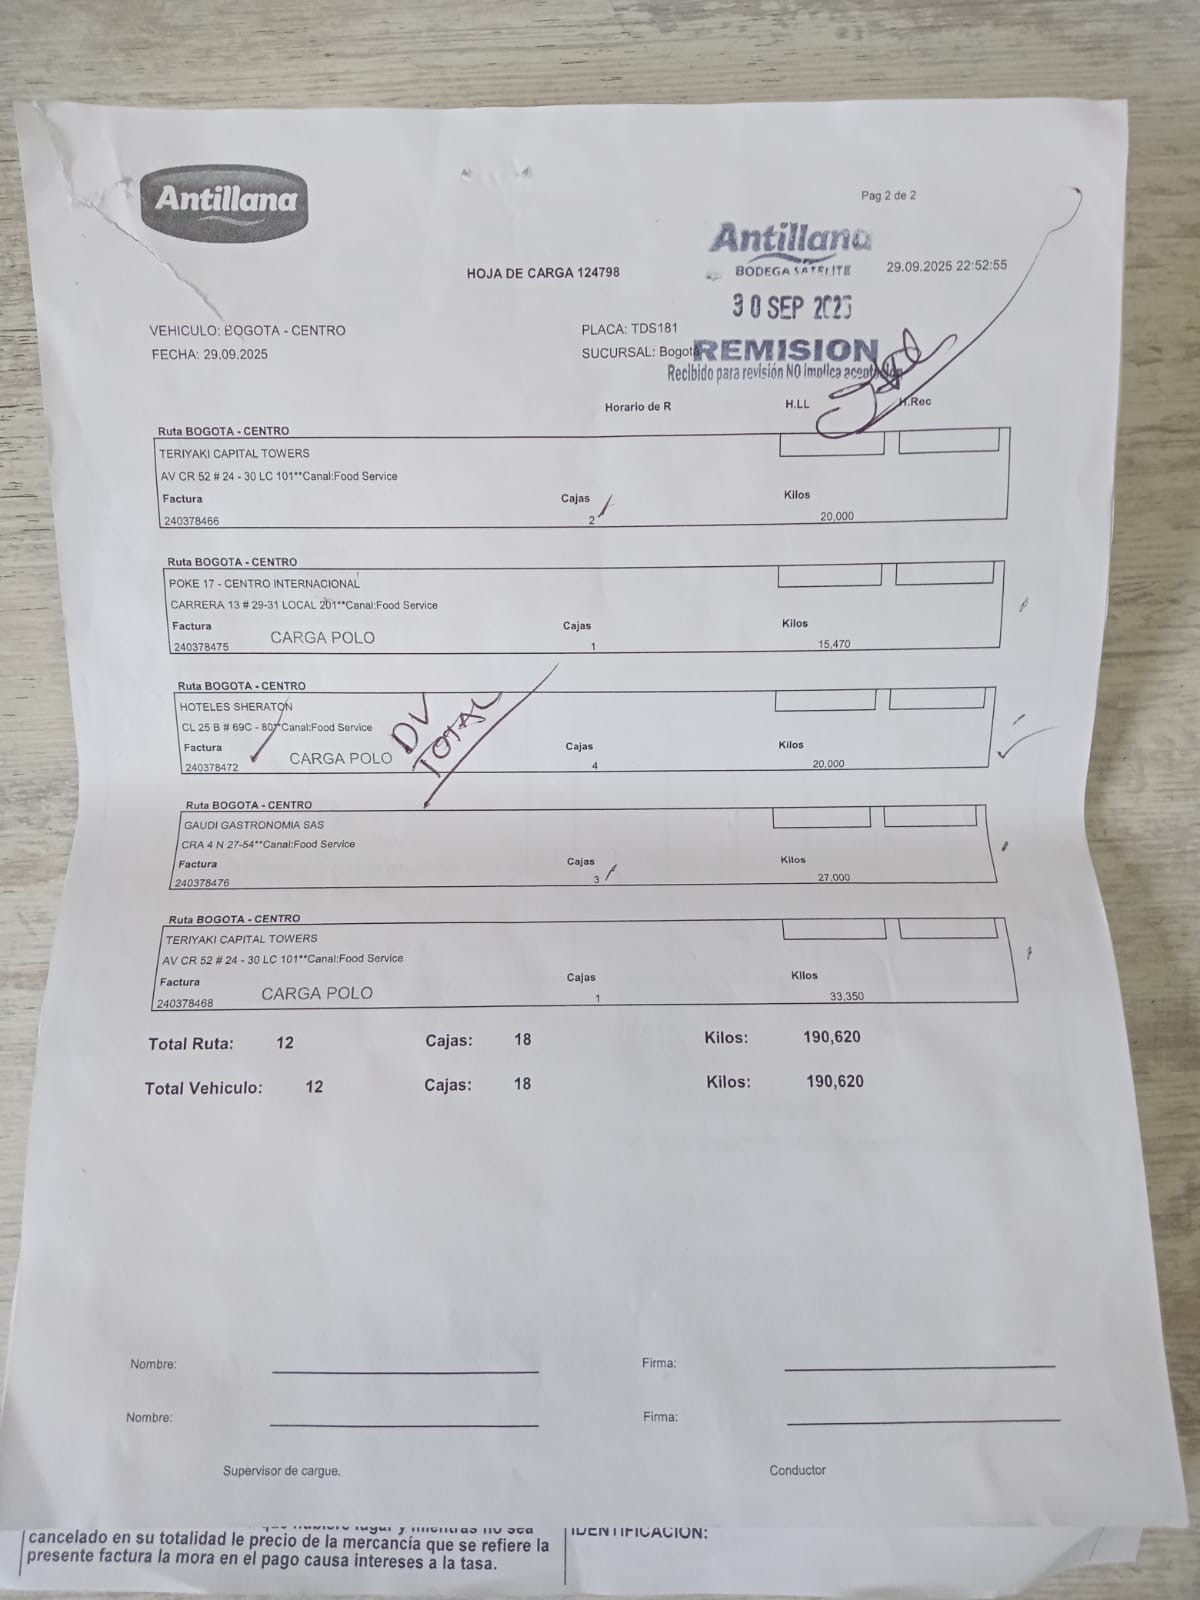 Antillana
Pag 2 de 2
Antillana
BODEGA SATELITE
29.09.2025 22:52:55
HOJA DE CARGA 124798
30 SEP 2025
VEHICULO: BOGOTA - CENTRO
PLACA: TDS181
FECHA: 29.09.2025
SUCURSAL: Bogotá
REMISION
Recibido para revisión NO implica aceptación
Horario de R
H.LL
H.Rec
Ruta BOGOTA - CENTRO
TERIYAKI CAPITAL TOWERS
AV CR 52 # 24 - 30 LC 101**Canal:Food Service
Factura Cajas Kilos
240378466 2 20,000
Ruta BOGOTA - CENTRO
POKE 17 - CENTRO INTERNACIONAL
CARRERA 13 # 29-31 LOCAL 201**Canal:Food Service
Factura Cajas Kilos
240378475 CARGA POLO 1 15,470
Ruta BOGOTA - CENTRO
HOTELES SHERATON
CL 25 B # 69C - 80**Canal:Food Service
DV
TOTAL
Factura Cajas Kilos
240378472 CARGA POLO 4 20,000
Ruta BOGOTA - CENTRO
GAUDI GASTRONOMIA SAS
CRA 4 N 27-54**Canal:Food Service
Factura Cajas Kilos
240378476 3 27,000
Ruta BOGOTA - CENTRO
TERIYAKI CAPITAL TOWERS
AV CR 52 # 24 - 30 LC 101**Canal:Food Service
Factura Cajas Kilos
240378468 CARGA POLO 1 33,350
Total Ruta: 12 Cajas: 18 Kilos: 190,620
Total Vehiculo: 12 Cajas: 18 Kilos: 190,620
Nombre: Firma:
Nombre: Firma:
Supervisor de cargue. Conductor
lugar y mientras no sea
cancelado en su totalidad le precio de la mercancía que se refiere la
presente factura la mora en el pago causa intereses a la tasa.
IDENTIFICACION: